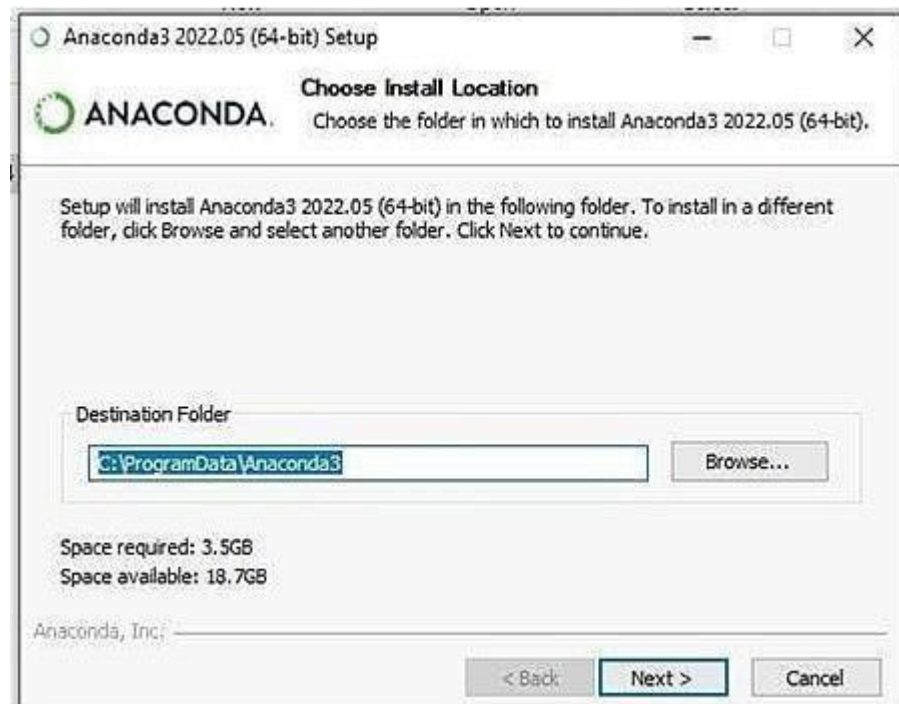 Anaconda3 2022.05 (64-bit) Setup
ANACONDA.
Choose Install Location
Choose the folder in which to install Anaconda3 2022.05 (64-bit).
Setup will install Anaconda3 2022.05 (64-bit) in the following folder. To install in a different
folder, click Browse and select another folder. Click Next to continue.
Destination Folder
C:\ProgramData\Anaconda3
Browse...
Space required: 3.5GB
Space available: 18.7GB
Anaconda, Inc.
< Back
Next >
Cancel